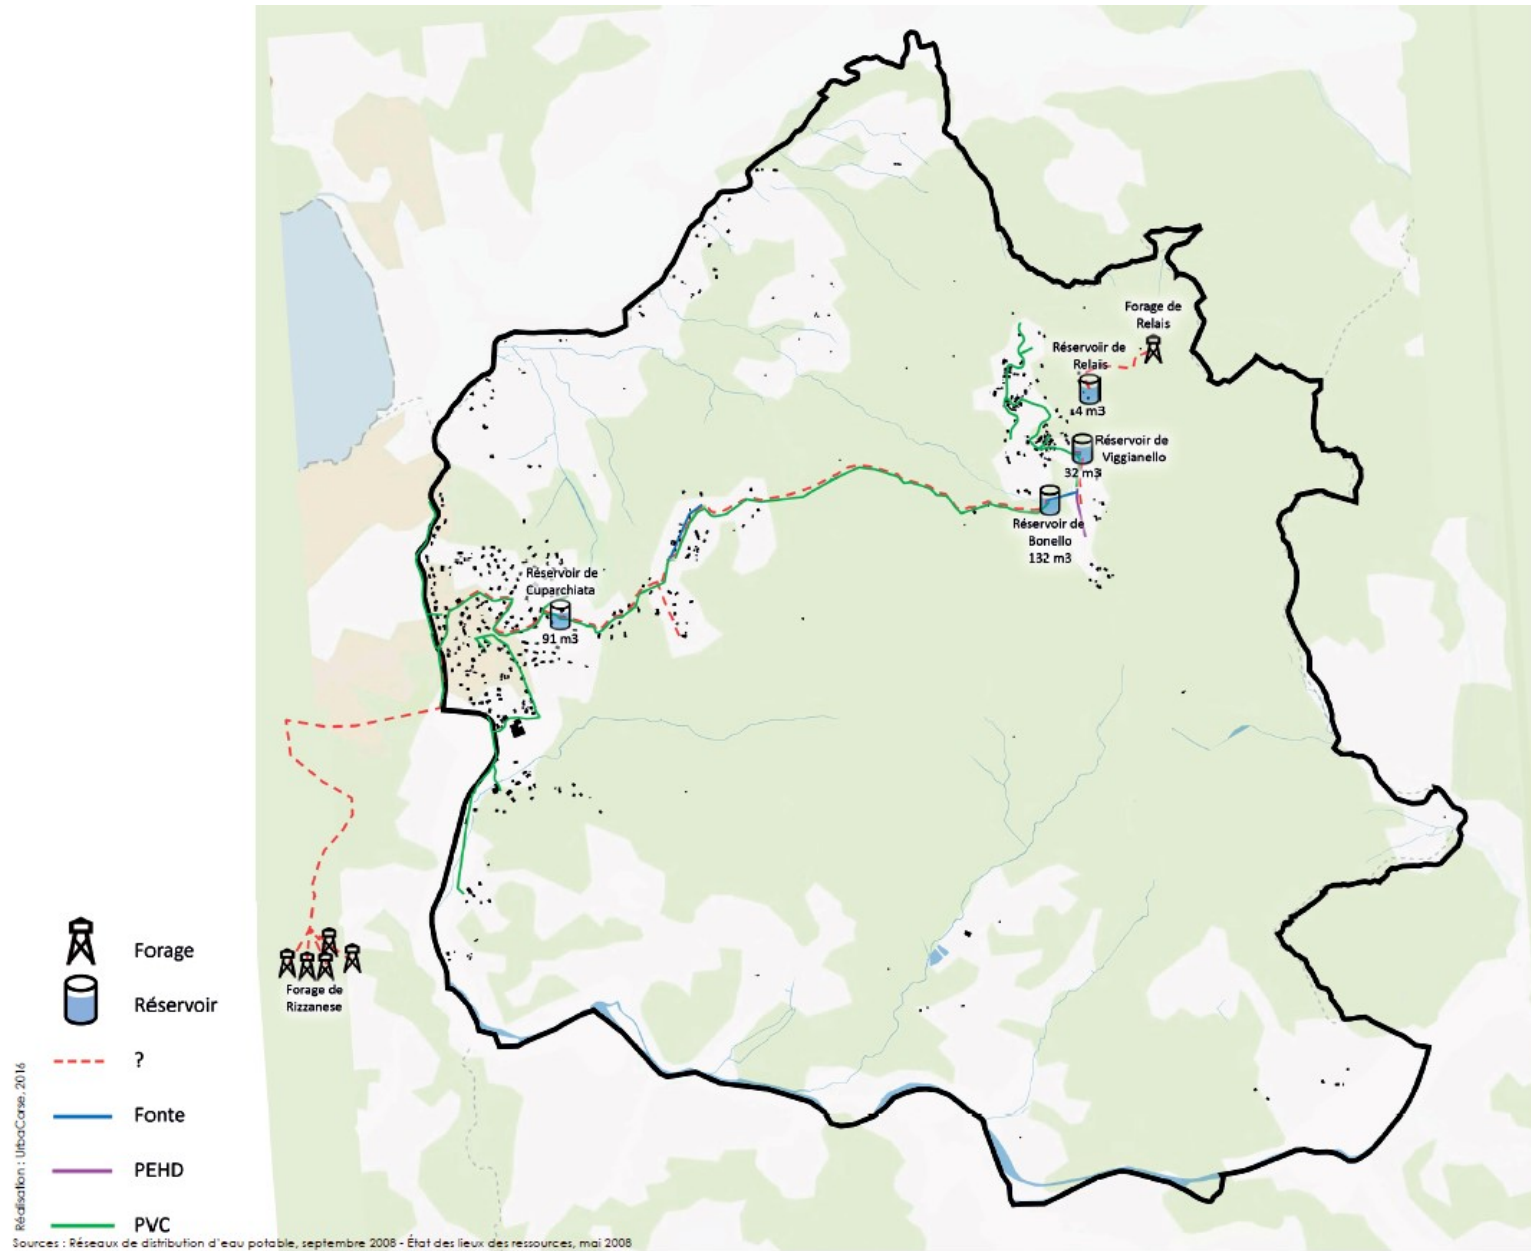 Forage de
Relais
Réservoir de
Relais
4 m3
Réservoir de
Viggianello
32 m3
Réservoir de
Bonello
132 m3
Réservoir de
Cuparchiata
91 m3
Forage de
Rizzanese
Forage
Réservoir
?
Fonte
PEHD
PVC
Réalisation : UrbaCorse, 2016
Sources : Réseaux de distribution d'eau potable, septembre 2008 - État des lieux des ressources, mai 2008